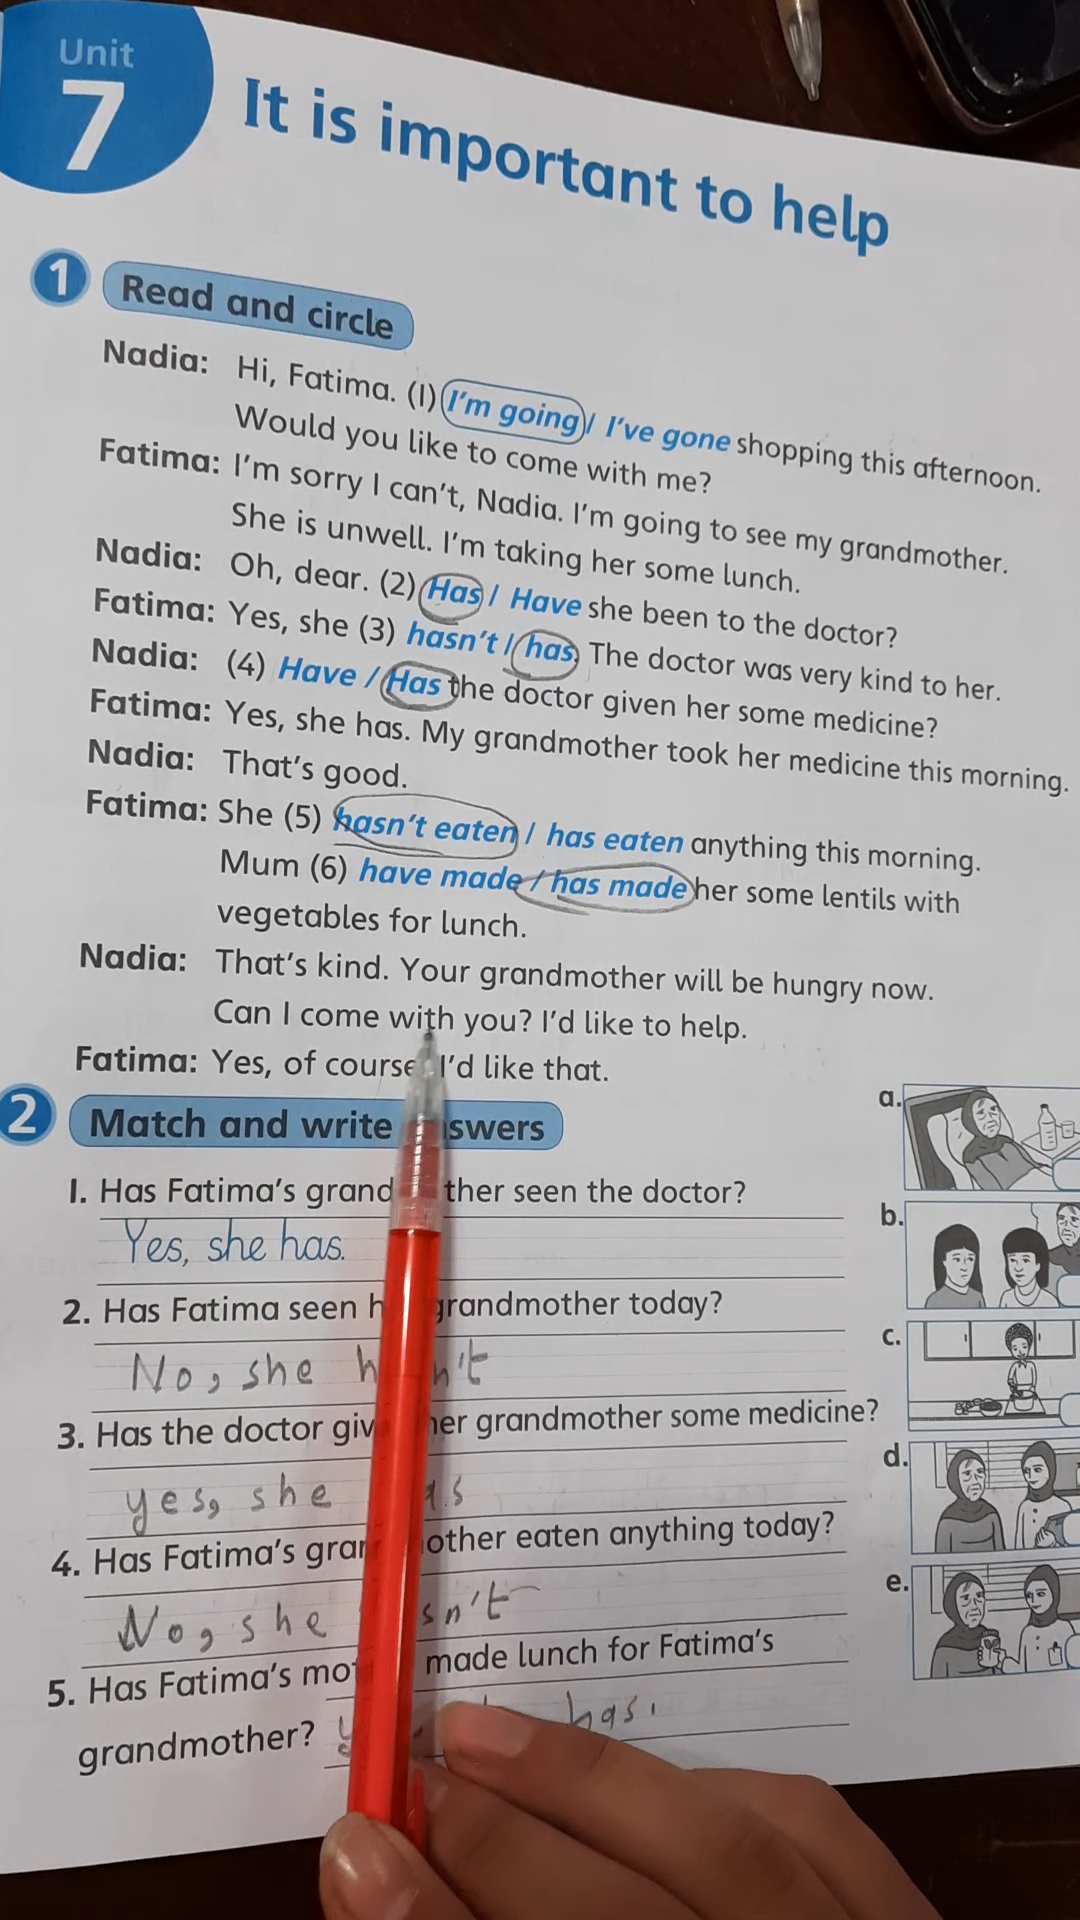 Unit
7
It is important to help
1 Read and circle
Nadia: Hi, Fatima. (1) I'm going / I've gone shopping this afternoon.
Would you like to come with me?
Fatima: I'm sorry I can't, Nadia. I'm going to see my grandmother.
She is unwell. I'm taking her some lunch.
Nadia: Oh, dear. (2) Has / Have she been to the doctor?
Fatima: Yes, she (3) hasn't / has. The doctor was very kind to her.
Nadia: (4) Have / Has the doctor given her some medicine?
Fatima: Yes, she has. My grandmother took her medicine this morning.
Nadia: That's good.
Fatima: She (5) hasn't eaten / has eaten anything this morning.
Mum (6) have made / has made her some lentils with
vegetables for lunch.
Nadia: That's kind. Your grandmother will be hungry now.
Can I come with you? I'd like to help.
Fatima: Yes, of course I'd like that.
2 Match and write answers
a.
1. Has Fatima's grandmother seen the doctor?
b.
Yes, she has.
2. Has Fatima seen her grandmother today?
c.
No, she hasn't
3. Has the doctor given her grandmother some medicine?
d.
yes, she has
4. Has Fatima's grandmother eaten anything today?
e.
No, she hasn't
5. Has Fatima's mother made lunch for Fatima's
grandmother? has.